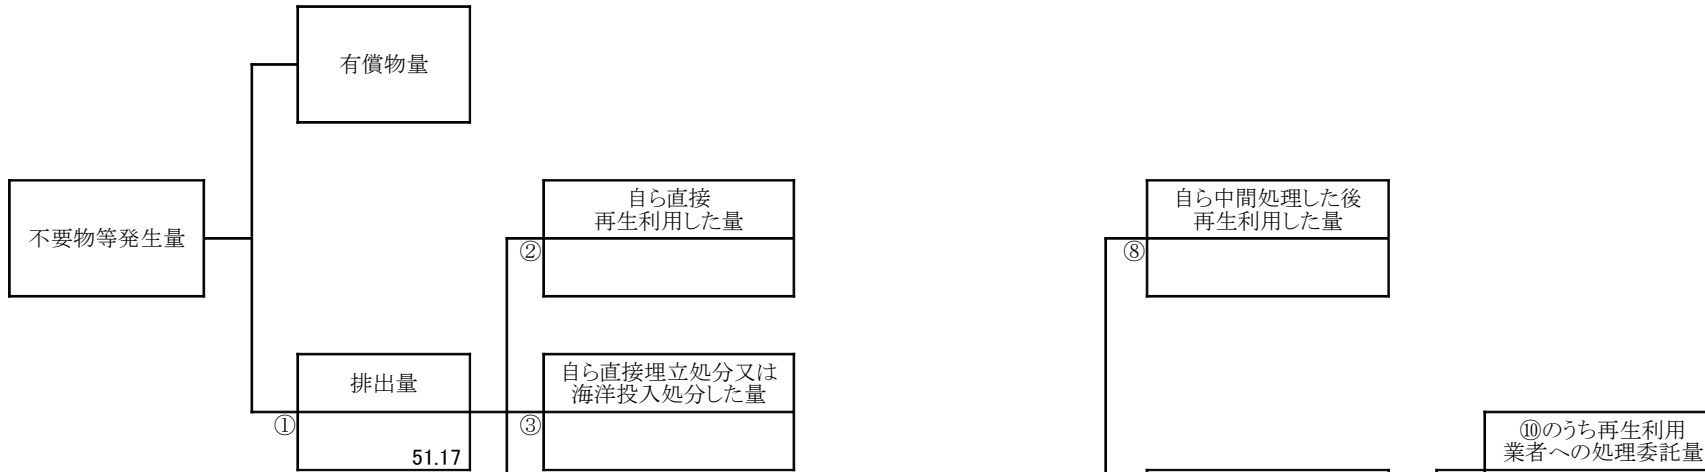 有償物量
不要物等発生量
自ら直接
再生利用した量
②
自ら中間処理した後
再生利用した量
⑧
排出量
①
51.17
自ら直接埋立処分又は
海洋投入処分した量
③
⑩のうち再生利用
業者への処理委託量